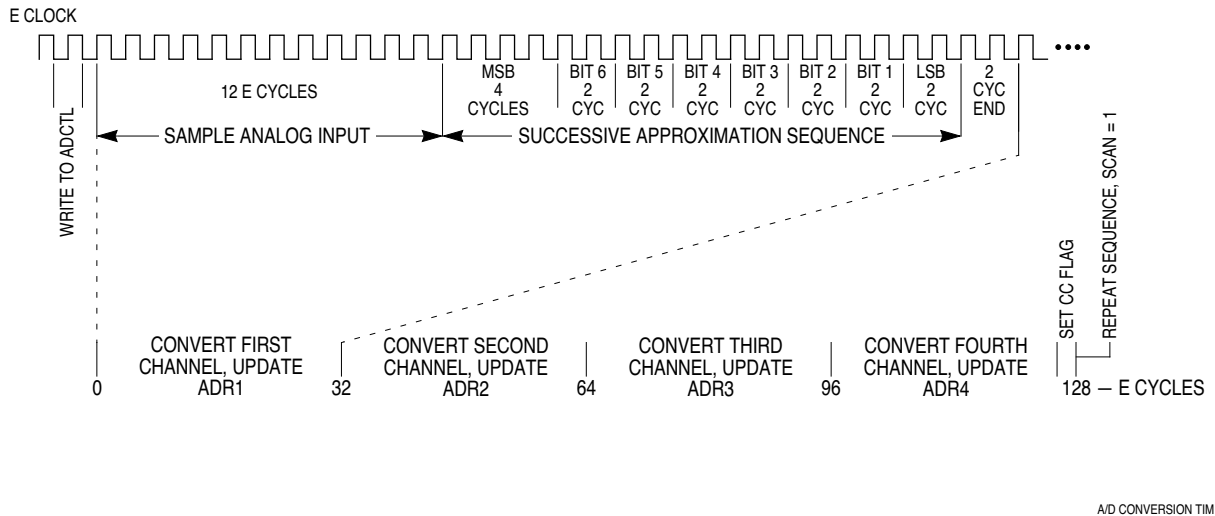 E CLOCK
12 E CYCLES
MSB
4
CYCLES
BIT 6
2
CYC
BIT 5
2
CYC
BIT 4
2
CYC
BIT 3
2
CYC
BIT 2
2
CYC
BIT 1
2
CYC
LSB
2
CYC
2
CYC
END
WRITE TO ADCTL
SAMPLE ANALOG INPUT
SUCCESSIVE APPROXIMATION SEQUENCE
SET CC FLAG
REPEAT SEQUENCE, SCAN = 1
CONVERT FIRST
CHANNEL, UPDATE
ADR1
CONVERT SECOND
CHANNEL, UPDATE
ADR2
CONVERT THIRD
CHANNEL, UPDATE
ADR3
CONVERT FOURTH
CHANNEL, UPDATE
ADR4
0
32
64
96
128 — E CYCLES
A/D CONVERSION TIM